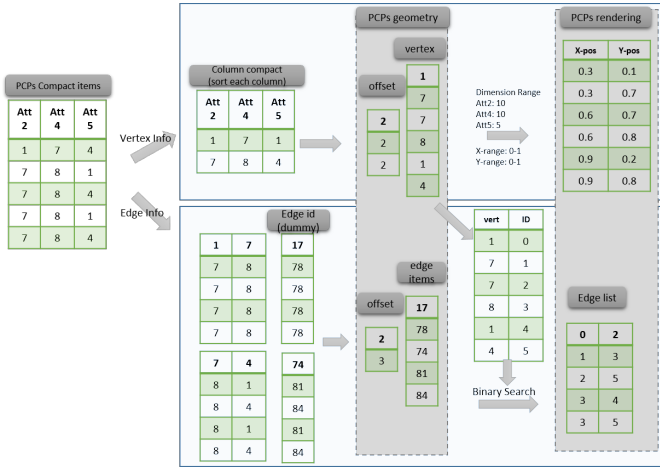 PCPs Compact items
Att 2 Att 4 Att 5
1 7 4
7 8 1
7 8 4
7 8 1
7 8 4
Vertex Info
Edge Info
Column compact
(sort each column)
Att 2 Att 4 Att 5
1 7 1
7 8 4
PCPs geometry
vertex
1
7
7
8
1
4
offset
2
2
2
Dimension Range
Att2: 10
Att4: 10
Att5: 5
X-range: 0-1
Y-range: 0-1
PCPs rendering
X-pos Y-pos
0.3 0.1
0.3 0.7
0.6 0.7
0.6 0.8
0.9 0.2
0.9 0.8
Edge id
(dummy)
1 7
7 8
7 8
7 8
7 8
17
78
78
78
78
7 4
8 1
8 4
8 1
8 4
74
81
84
81
84
offset
2
3
edge
items
17
78
74
81
84
vert ID
1 0
7 1
7 2
8 3
1 4
4 5
Binary Search
Edge list
0 2
1 3
2 5
3 4
3 5